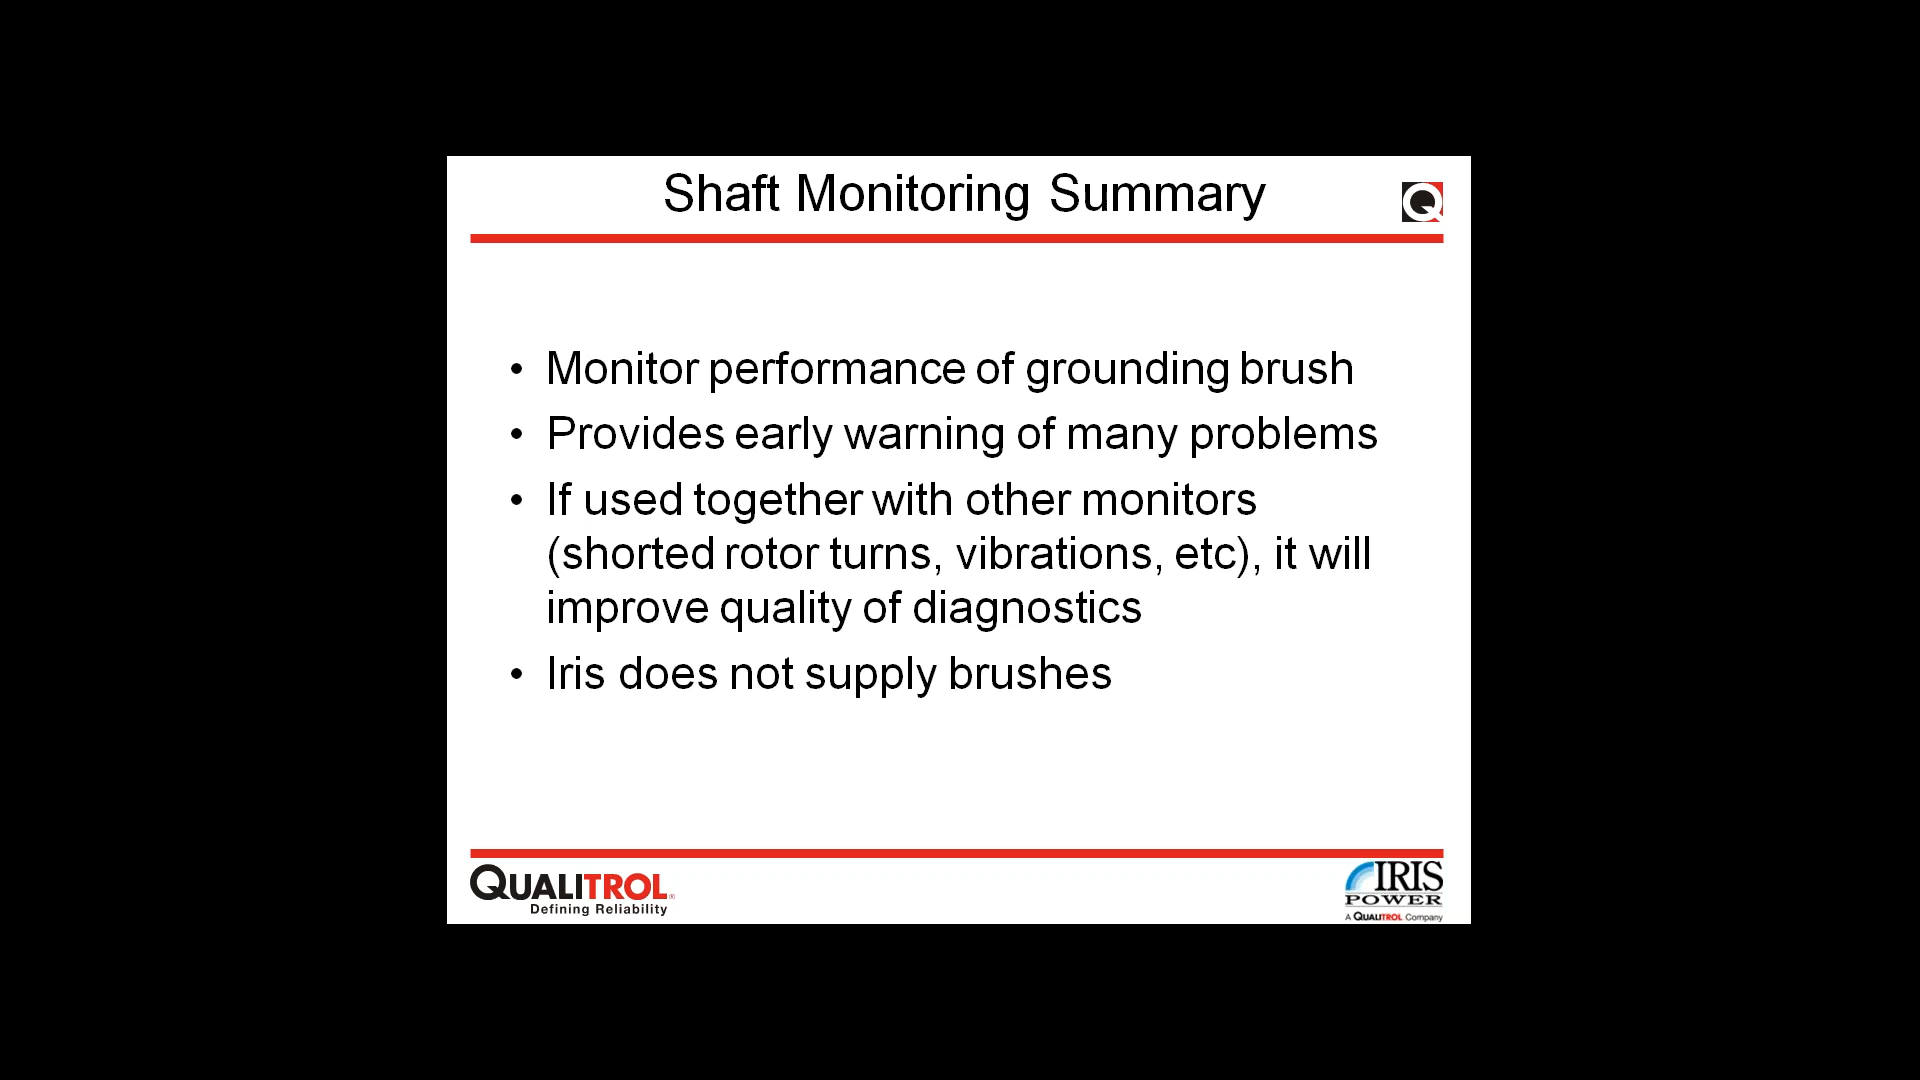 Shaft Monitoring Summary
Q
• Monitor performance of grounding brush
• Provides early warning of many problems
• If used together with other monitors
(shorted rotor turns, vibrations, etc), it will
improve quality of diagnostics
• Iris does not supply brushes
QUALITROL®
Defining Reliability
IRIS
POWER
A QUALITROL Company